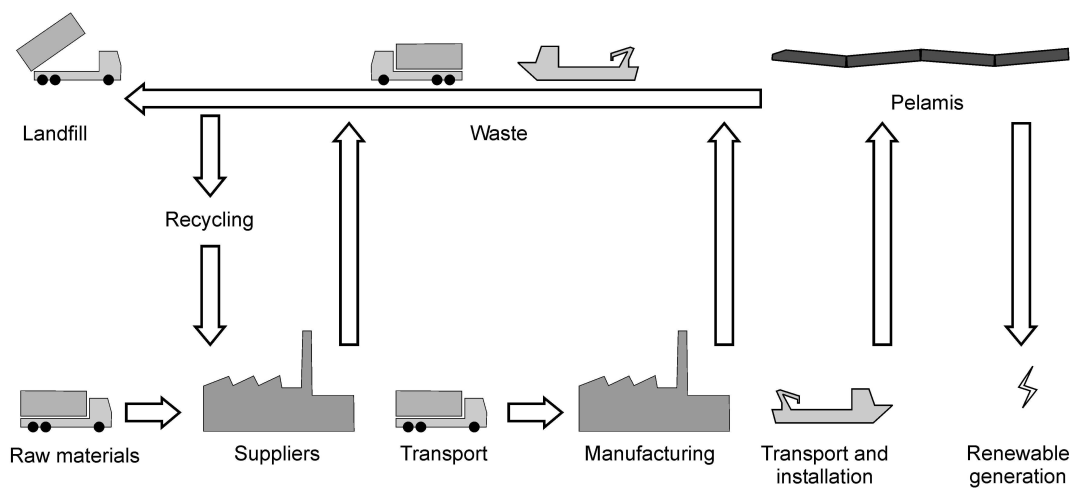 Pelamis
Landfill
Waste
Recycling
Raw materials
Suppliers
Transport
Manufacturing
Transport and
installation
Renewable
generation